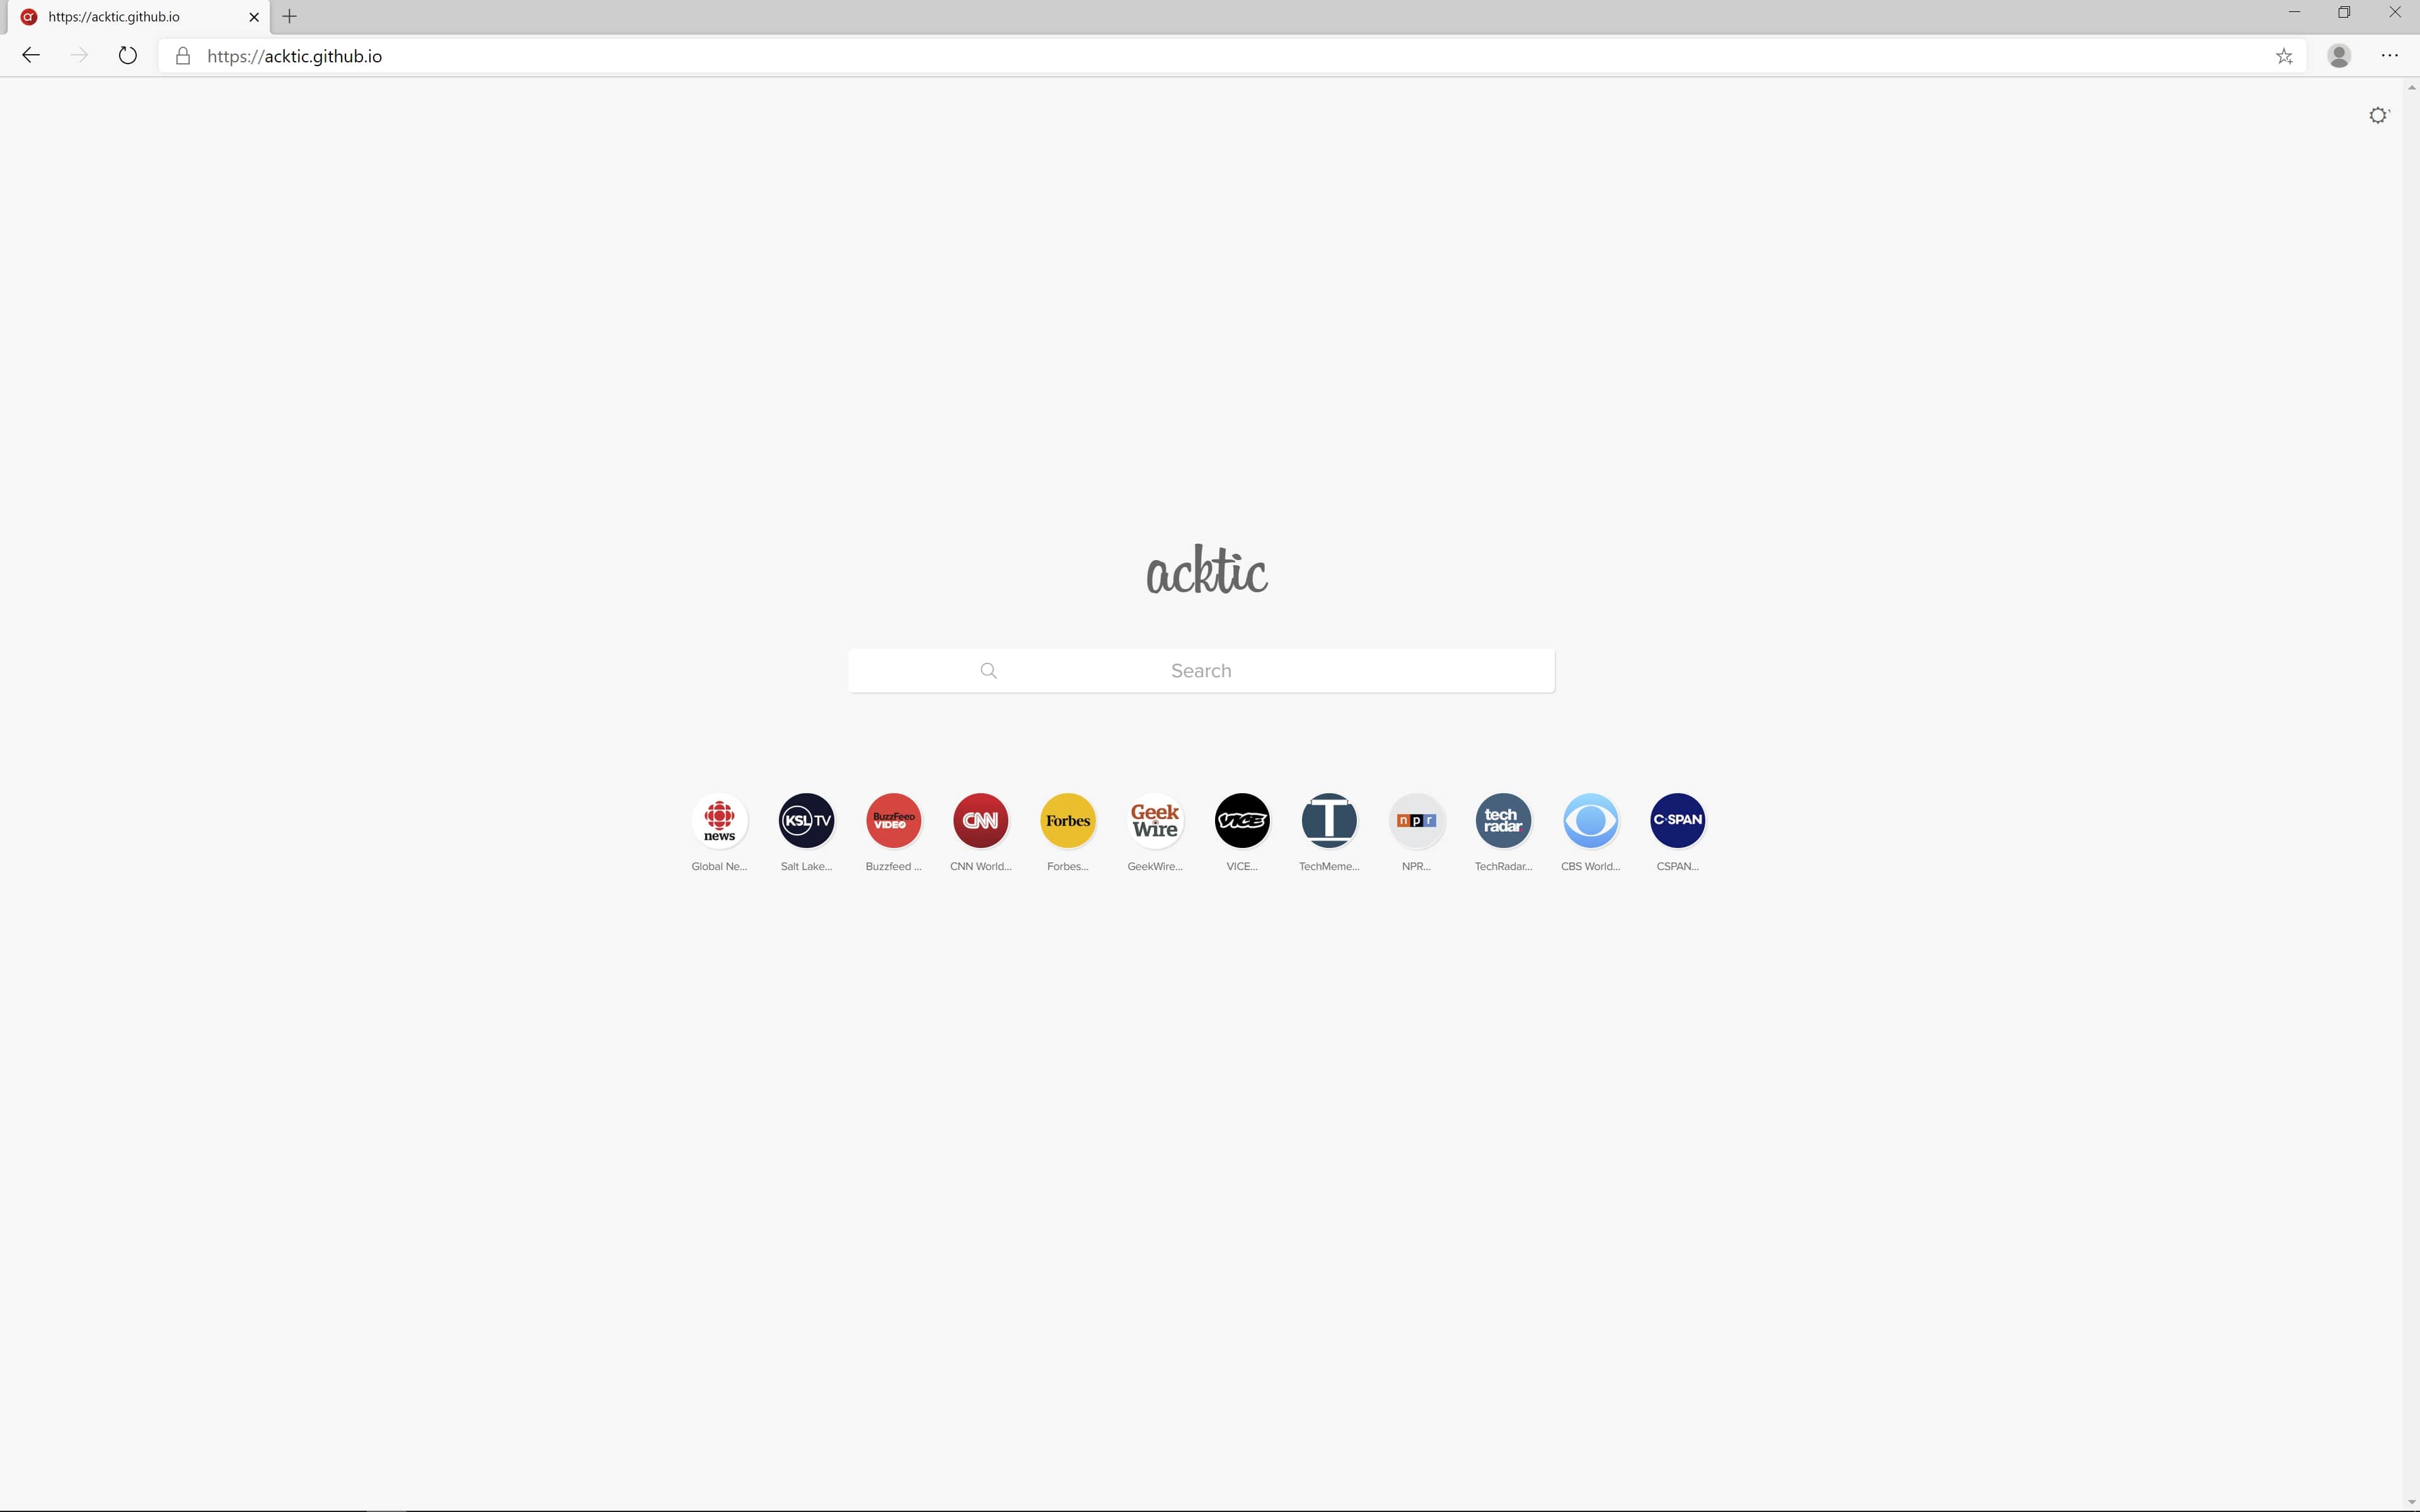 https://acktic.github.io
https://acktic.github.io
acktic
Search
news
KSL TV
BuzzFeed VIDEO
CNN
Forbes
Geek Wire
VICE
T
npr
tech radar
C-SPAN
Global Ne...
Salt Lake...
Buzzfeed ...
CNN World...
Forbes...
GeekWire...
VICE...
TechMeme...
NPR...
TechRadar...
CBS World...
CSPAN...